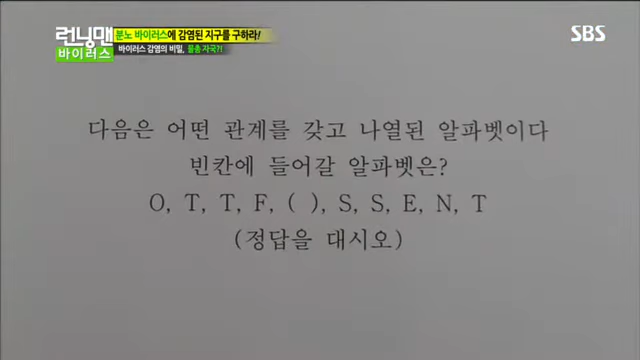 런닝맨
바이러스
분노 바이러스에 감염된 지구를 구하라!
바이러스 감염의 비밀, 물총 자국?!
SBS
다음은 어떤 관계를 갖고 나열된 알파벳이다
빈칸에 들어갈 알파벳은?
O, T, T, F, ( ), S, S, E, N, T
(정답을 대시오)